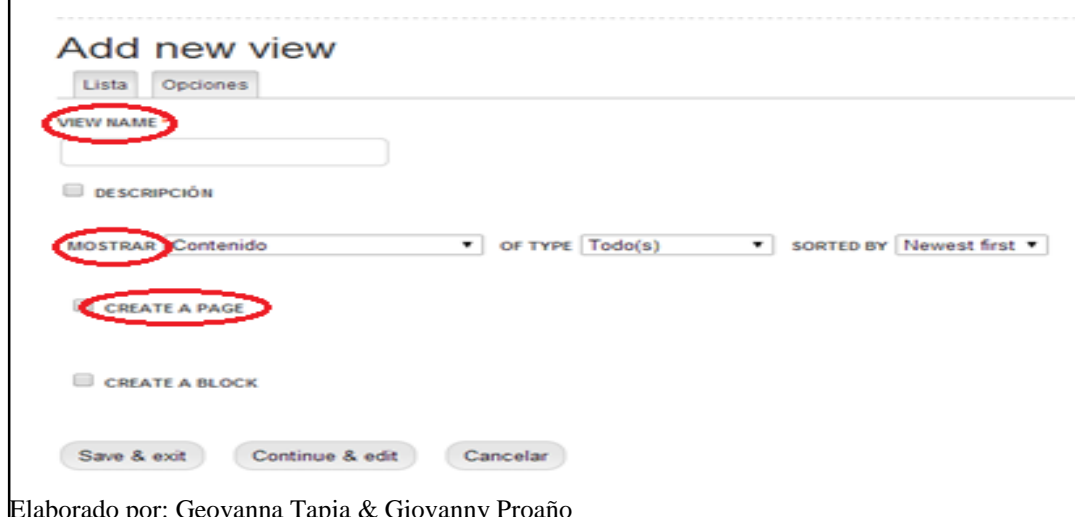 Add new view
Lista Opciones
VIEW NAME *
DESCRIPCIÓN
MOSTRAR Contenido OF TYPE Todo(s) SORTED BY Newest first
CREATE A PAGE
CREATE A BLOCK
Save & exit Continue & edit Cancelar
Elaborado por: Geovanna Tapia & Giovanny Proaño